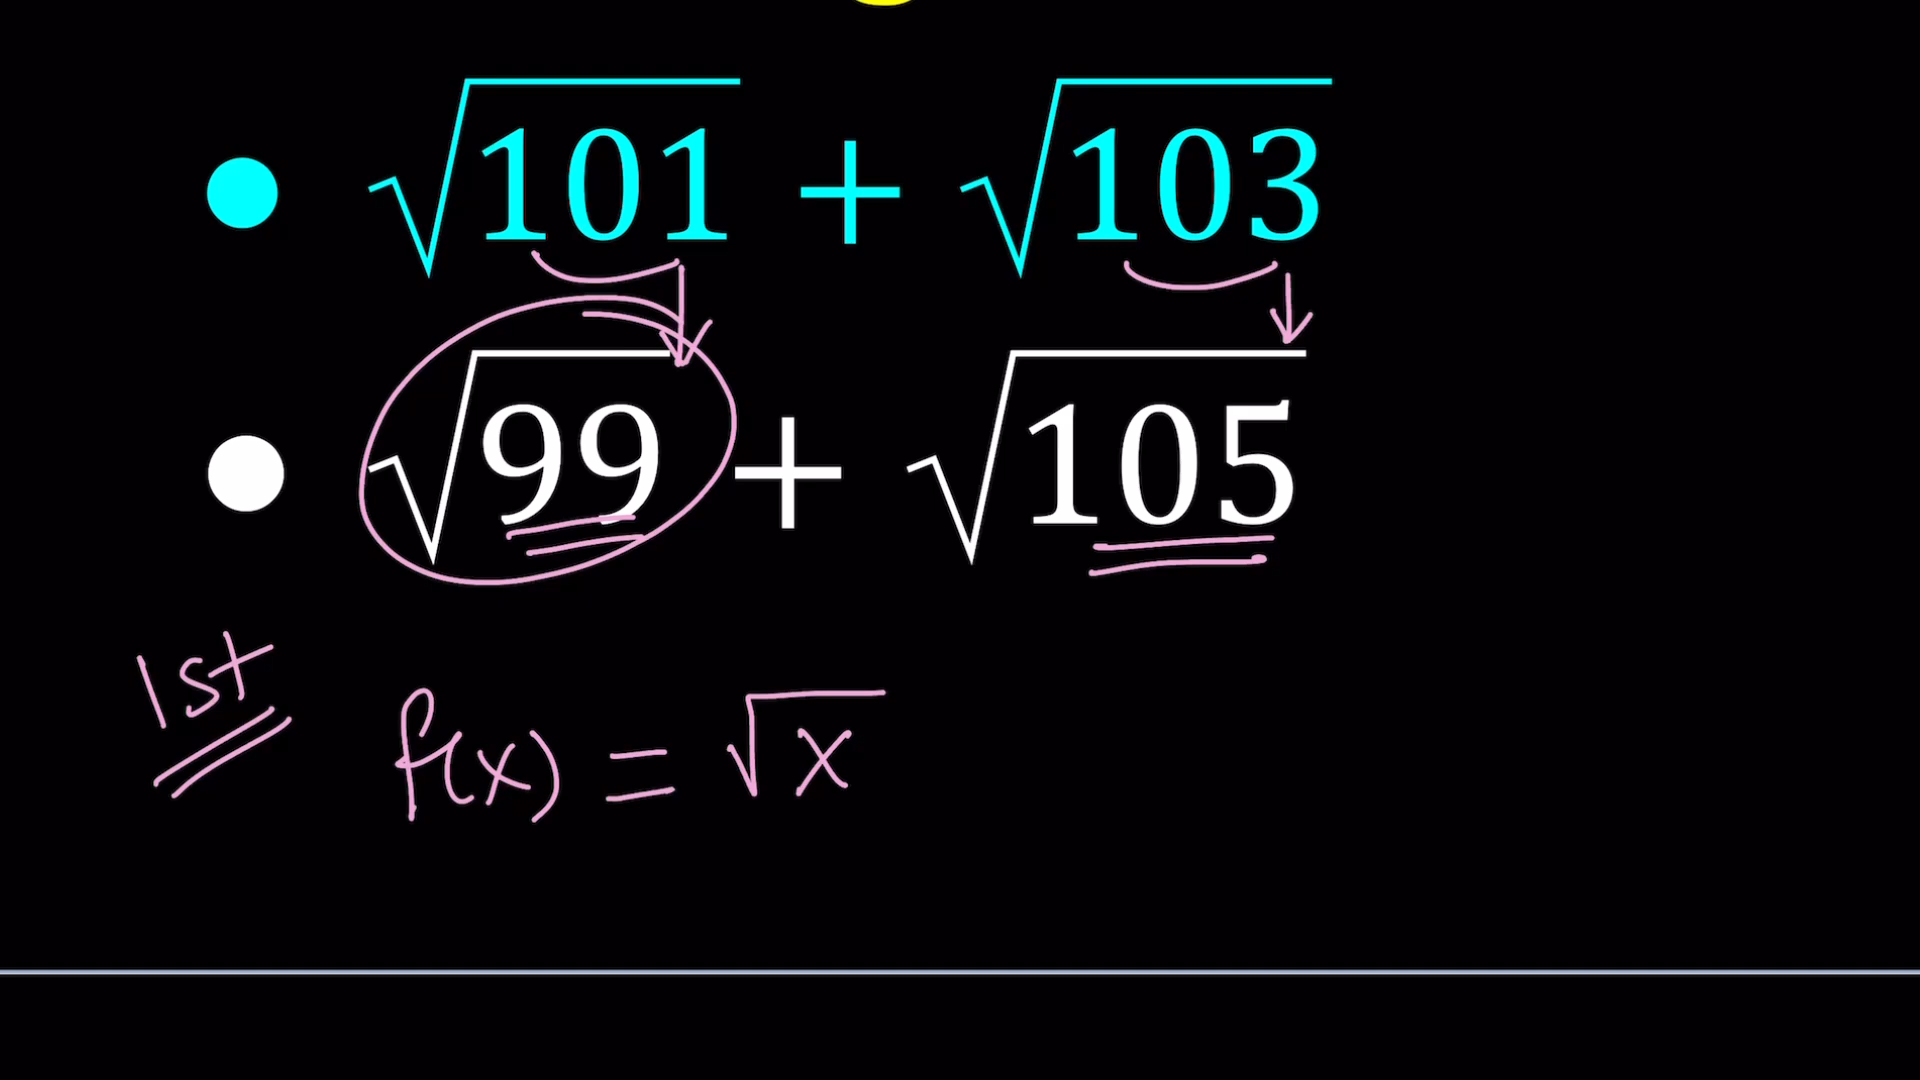 • √101 + √103
• √99 + √105
1st
f(x) = √x